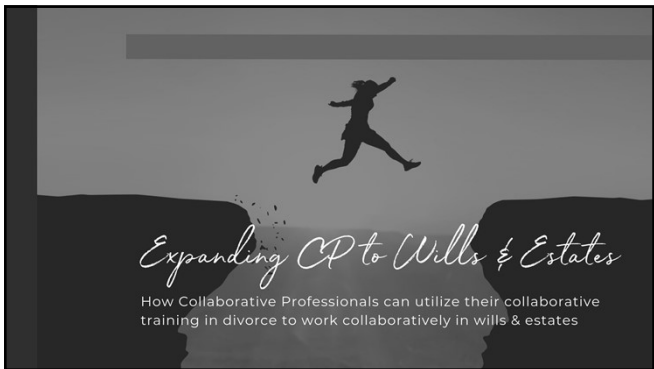 Expanding CP to Wills & Estates
How Collaborative Professionals can utilize their collaborative
training in divorce to work collaboratively in wills & estates